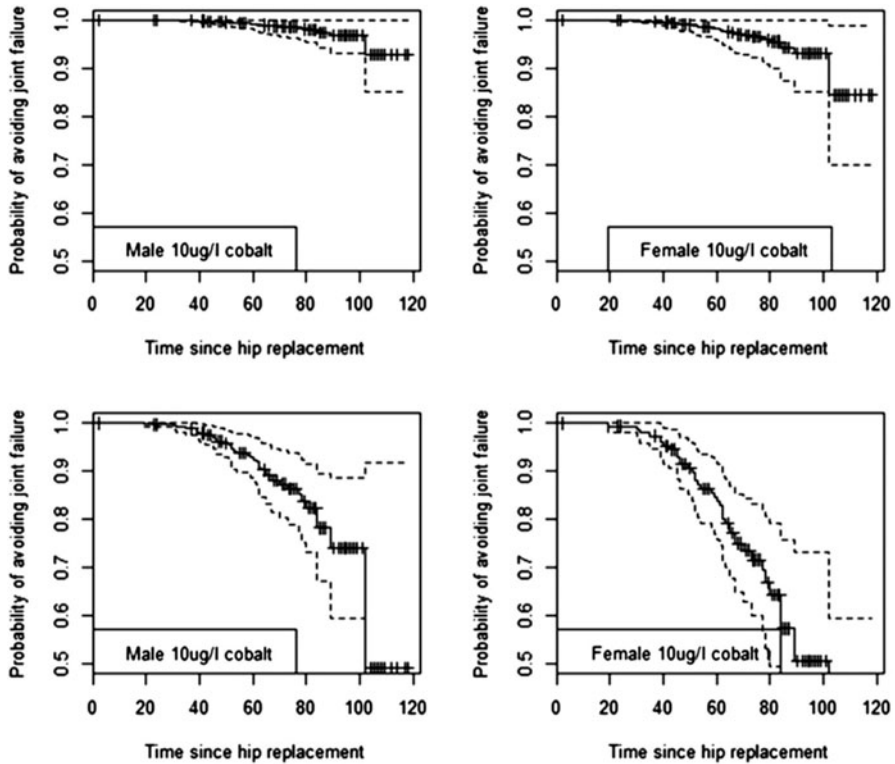 Probability of avoiding joint failure
1.0
0.9
0.8
0.7
0.6
0.5
Male 10ug/l cobalt
0 20 40 60 80 100 120
Time since hip replacement
Probability of avoiding joint failure
1.0
0.9
0.8
0.7
0.6
0.5
Female 10ug/l cobalt
0 20 40 60 80 100 120
Time since hip replacement
Probability of avoiding joint failure
1.0
0.9
0.8
0.7
0.6
0.5
Male 10ug/l cobalt
0 20 40 60 80 100 120
Time since hip replacement
Probability of avoiding joint failure
1.0
0.9
0.8
0.7
0.6
0.5
Female 10ug/l cobalt
0 20 40 60 80 100 120
Time since hip replacement